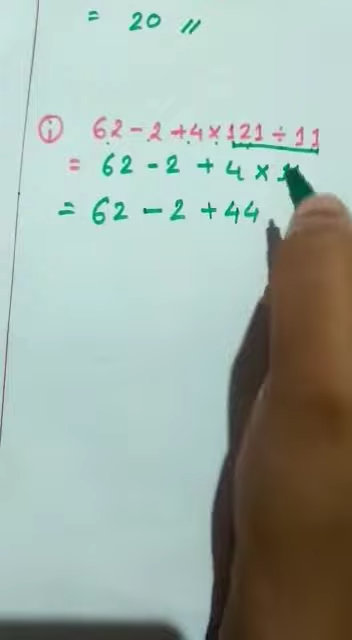 = 20 //
i 62 - 2 + 4 × 121 ÷ 11
= 62 - 2 + 4 ×
= 62 - 2 + 44